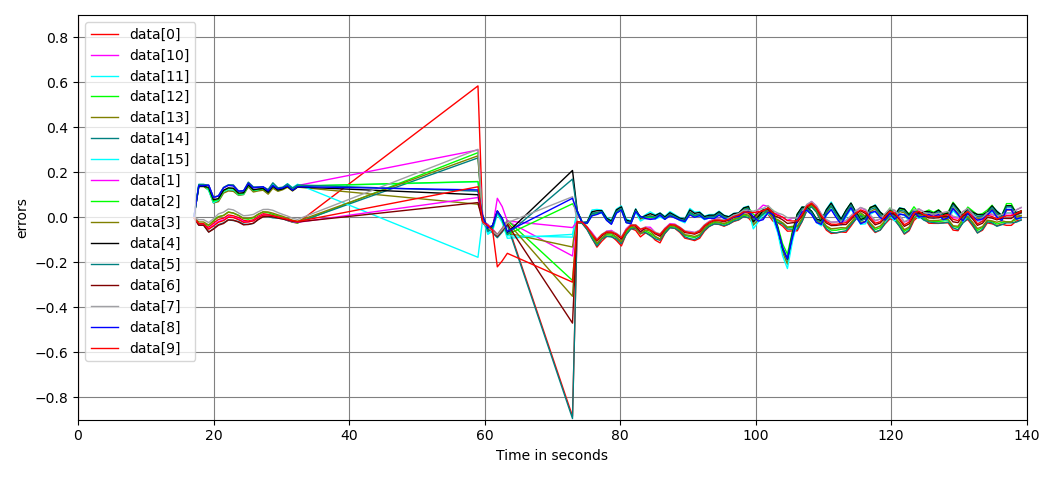 0.8
0.6
0.4
0.2
0.0
−0.2
−0.4
−0.6
−0.8
errors
data[0]
data[10]
data[11]
data[12]
data[13]
data[14]
data[15]
data[1]
data[2]
data[3]
data[4]
data[5]
data[6]
data[7]
data[8]
data[9]
0 20 40 60 80 100 120 140
Time in seconds